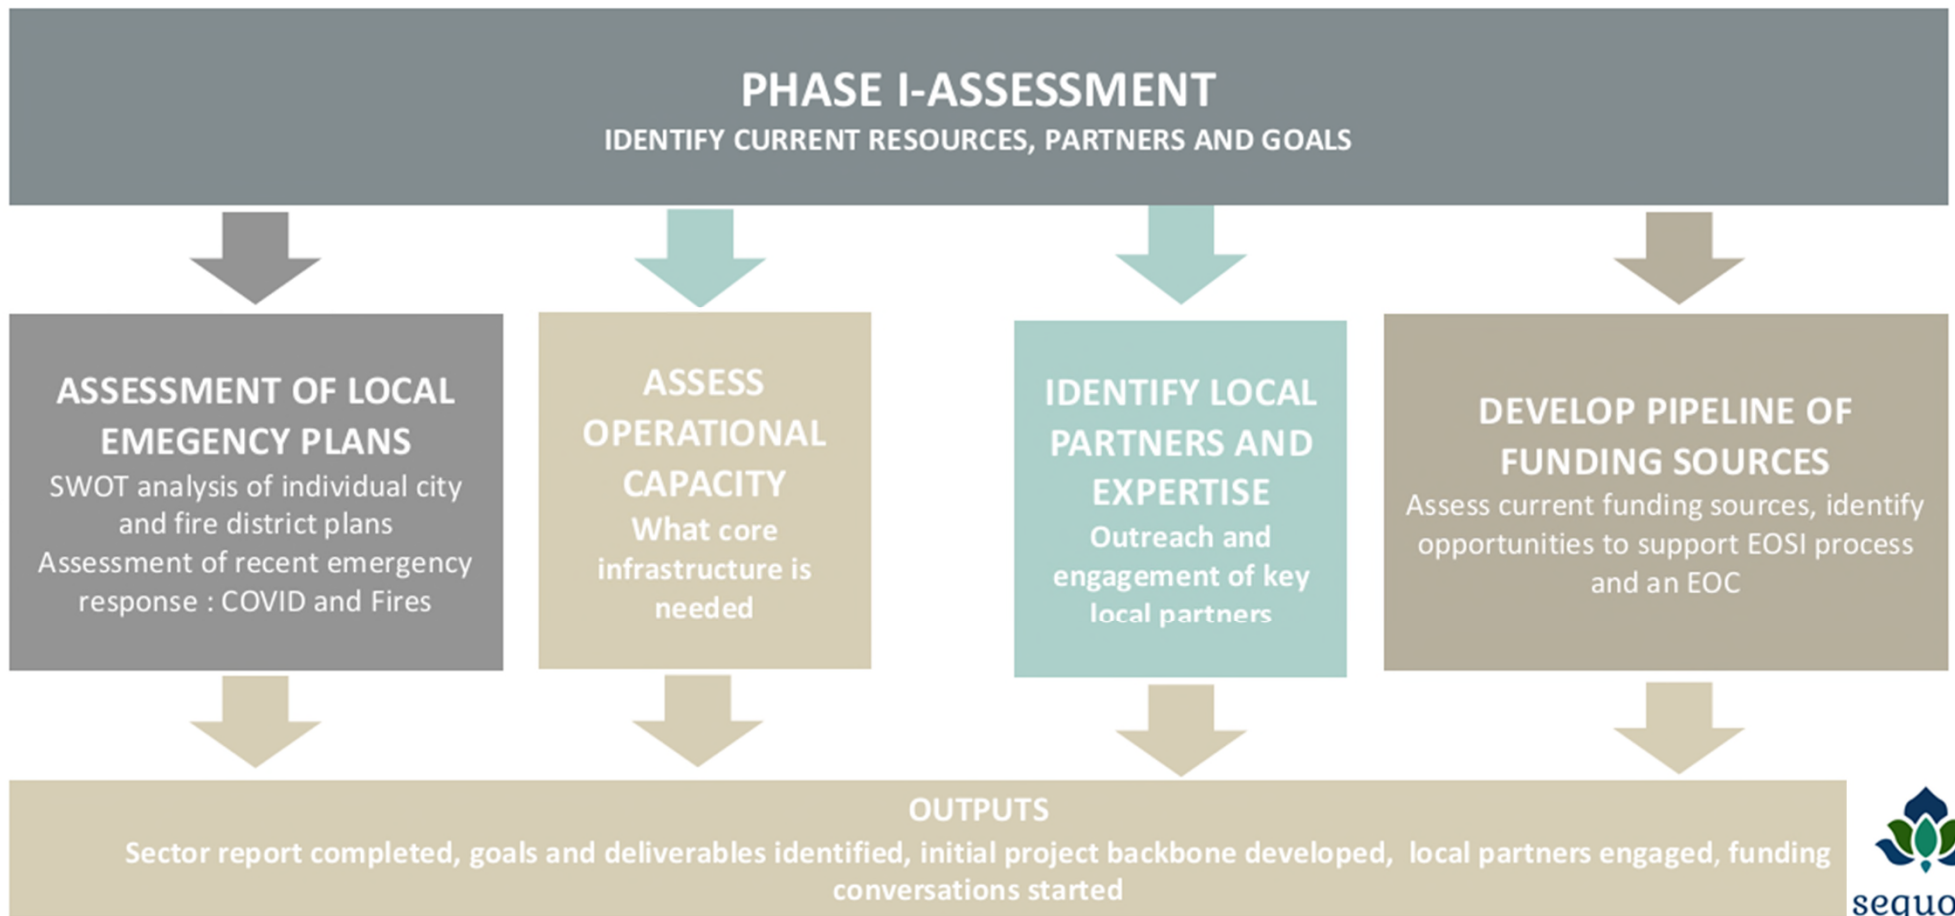 PHASE I-ASSESSMENT
IDENTIFY CURRENT RESOURCES, PARTNERS AND GOALS
ASSESSMENT OF LOCAL
EMEGENCY PLANS
SWOT analysis of individual city
and fire district plans
Assessment of recent emergency
response : COVID and Fires
ASSESS
OPERATIONAL
CAPACITY
What core
infrastructure is
needed
IDENTIFY LOCAL
PARTNERS AND
EXPERTISE
Outreach and
engagement of key
local partners
DEVELOP PIPELINE OF
FUNDING SOURCES
Assess current funding sources, identify
opportunities to support EOSI process
and an EOC
OUTPUTS
Sector report completed, goals and deliverables identified, initial project backbone developed, local partners engaged, funding
conversations started